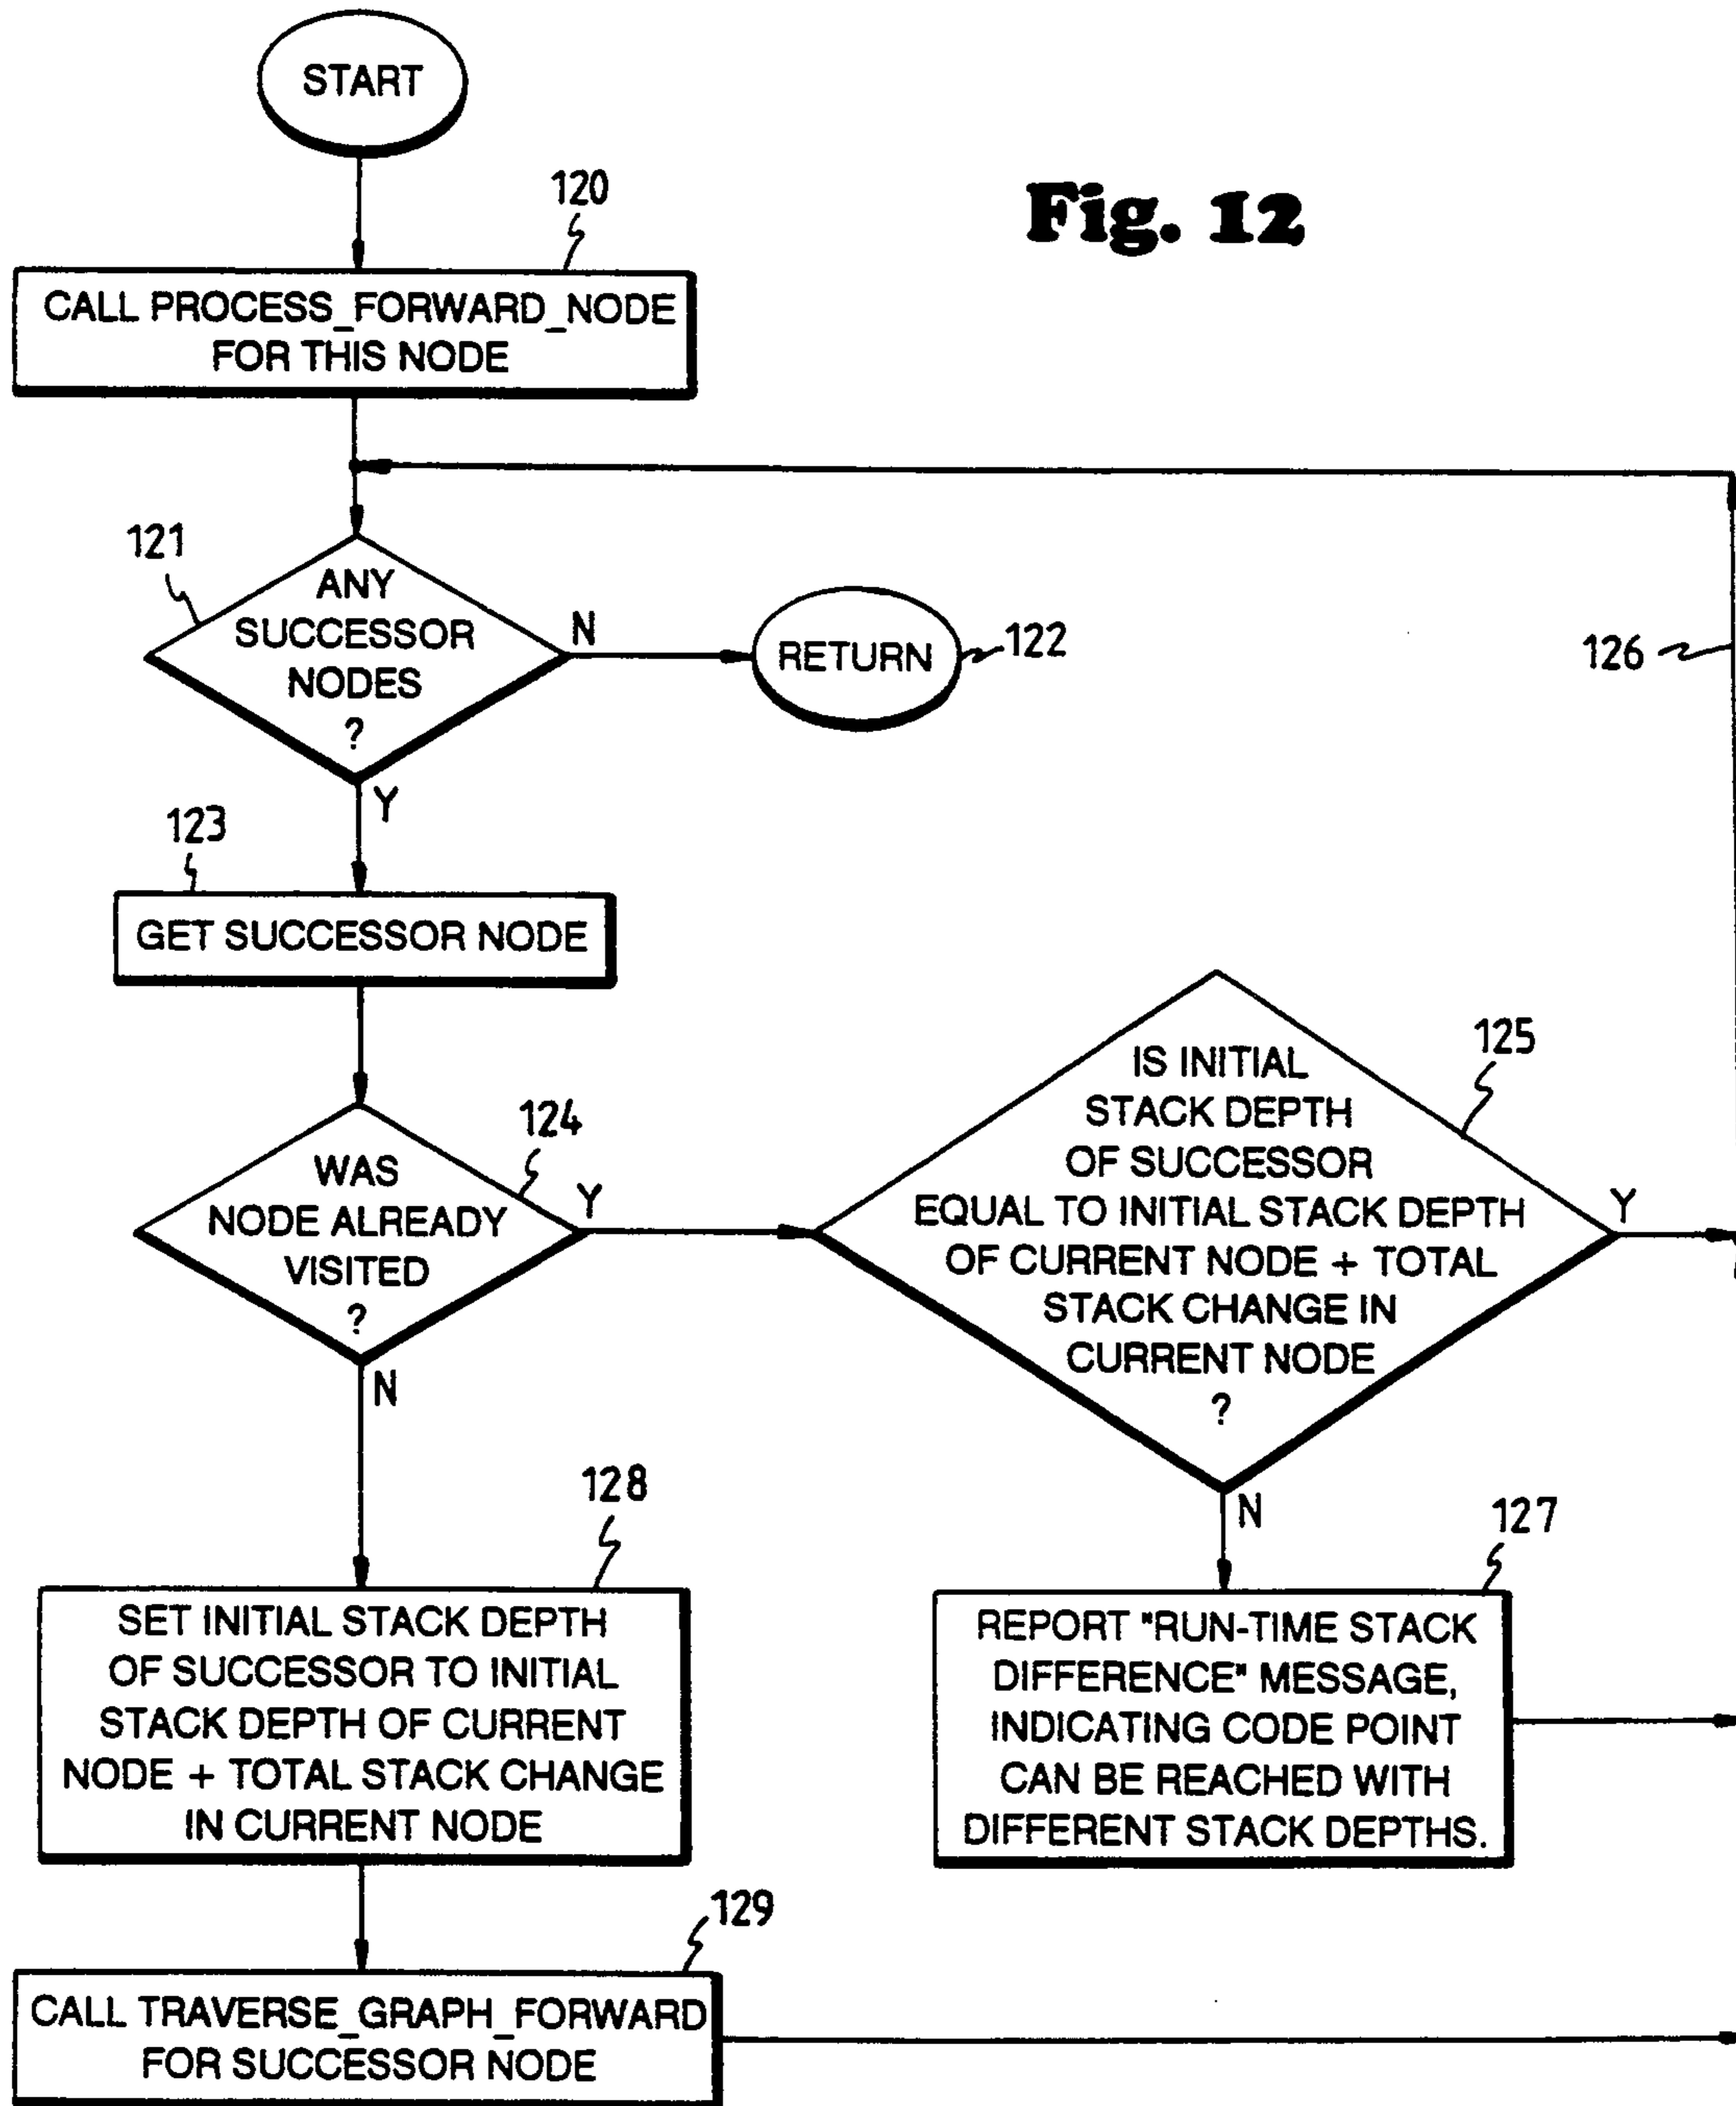 START
120
Fig. 12
CALL PROCESS_FORWARD_NODE
FOR THIS NODE
121
ANY
SUCCESSOR
NODES
?
N
RETURN
122
126
Y
123
GET SUCCESSOR NODE
124
WAS
NODE ALREADY
VISITED
?
Y
125
IS INITIAL
STACK DEPTH
OF SUCCESSOR
EQUAL TO INITIAL STACK DEPTH
OF CURRENT NODE + TOTAL
STACK CHANGE IN
CURRENT NODE
?
Y
N
N
128
SET INITIAL STACK DEPTH
OF SUCCESSOR TO INITIAL
STACK DEPTH OF CURRENT
NODE + TOTAL STACK CHANGE
IN CURRENT NODE
127
REPORT "RUN-TIME STACK
DIFFERENCE" MESSAGE,
INDICATING CODE POINT
CAN BE REACHED WITH
DIFFERENT STACK DEPTHS.
129
CALL TRAVERSE_GRAPH_FORWARD
FOR SUCCESSOR NODE